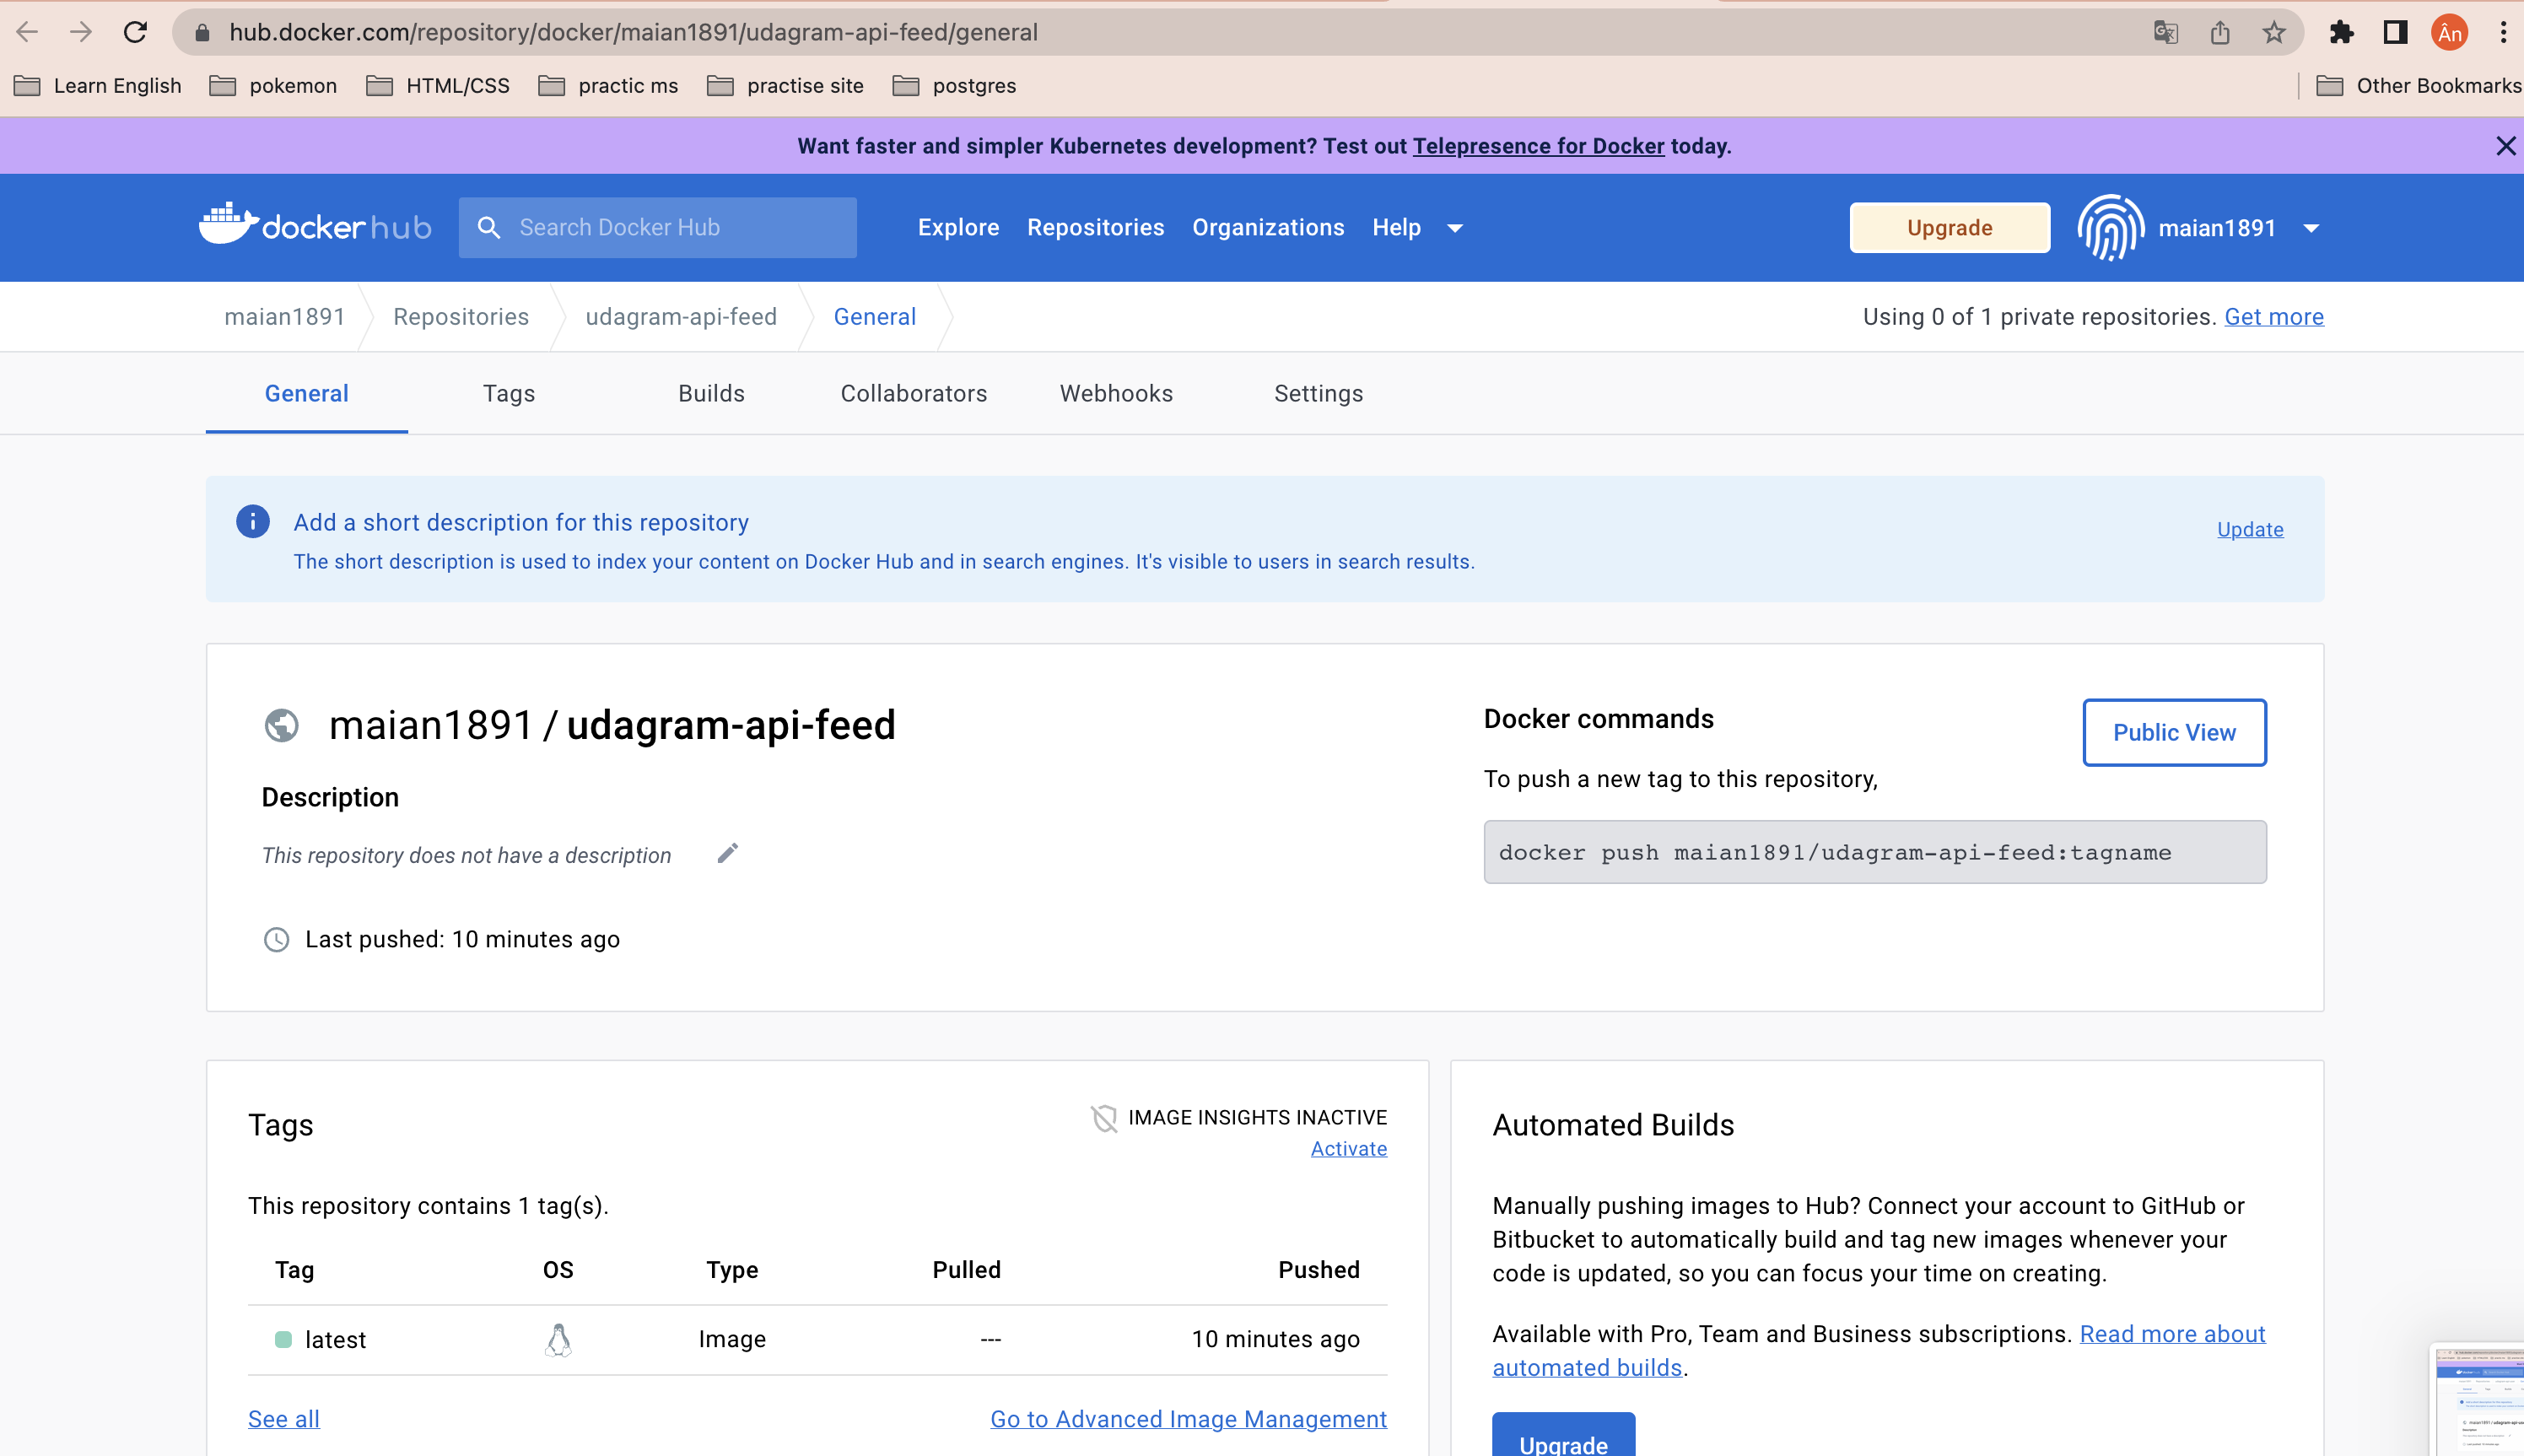 hub.docker.com/repository/docker/maian1891/udagram-api-feed/general
Ân
Learn English pokemon HTML/CSS practic ms practise site postgres Other Bookmarks
Want faster and simpler Kubernetes development? Test out Telepresence for Docker today.
dockerhub Search Docker Hub Explore Repositories Organizations Help Upgrade maian1891
maian1891 Repositories udagram-api-feed General Using 0 of 1 private repositories. Get more
General Tags Builds Collaborators Webhooks Settings
Add a short description for this repository
Update
The short description is used to index your content on Docker Hub and in search engines. It's visible to users in search results.
maian1891 / udagram-api-feed
Description
This repository does not have a description
Last pushed: 10 minutes ago
Docker commands
Public View
To push a new tag to this repository,
docker push maian1891/udagram-api-feed:tagname
Tags
IMAGE INSIGHTS INACTIVE
Activate
This repository contains 1 tag(s).
Tag OS Type Pulled Pushed
latest Image --- 10 minutes ago
See all Go to Advanced Image Management
Automated Builds
Manually pushing images to Hub? Connect your account to GitHub or
Bitbucket to automatically build and tag new images whenever your
code is updated, so you can focus your time on creating.
Available with Pro, Team and Business subscriptions. Read more about
automated builds.
Upgrade